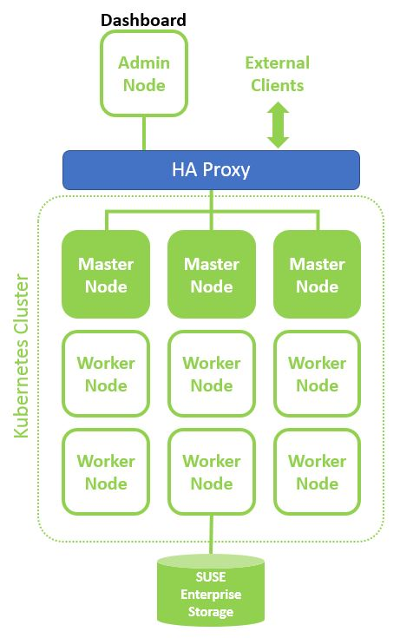 Dashboard
Admin
Node
External
Clients
HA Proxy
Kubernetes Cluster
Master
Node
Master
Node
Master
Node
Worker
Node
Worker
Node
Worker
Node
Worker
Node
Worker
Node
Worker
Node
SUSE
Enterprise
Storage